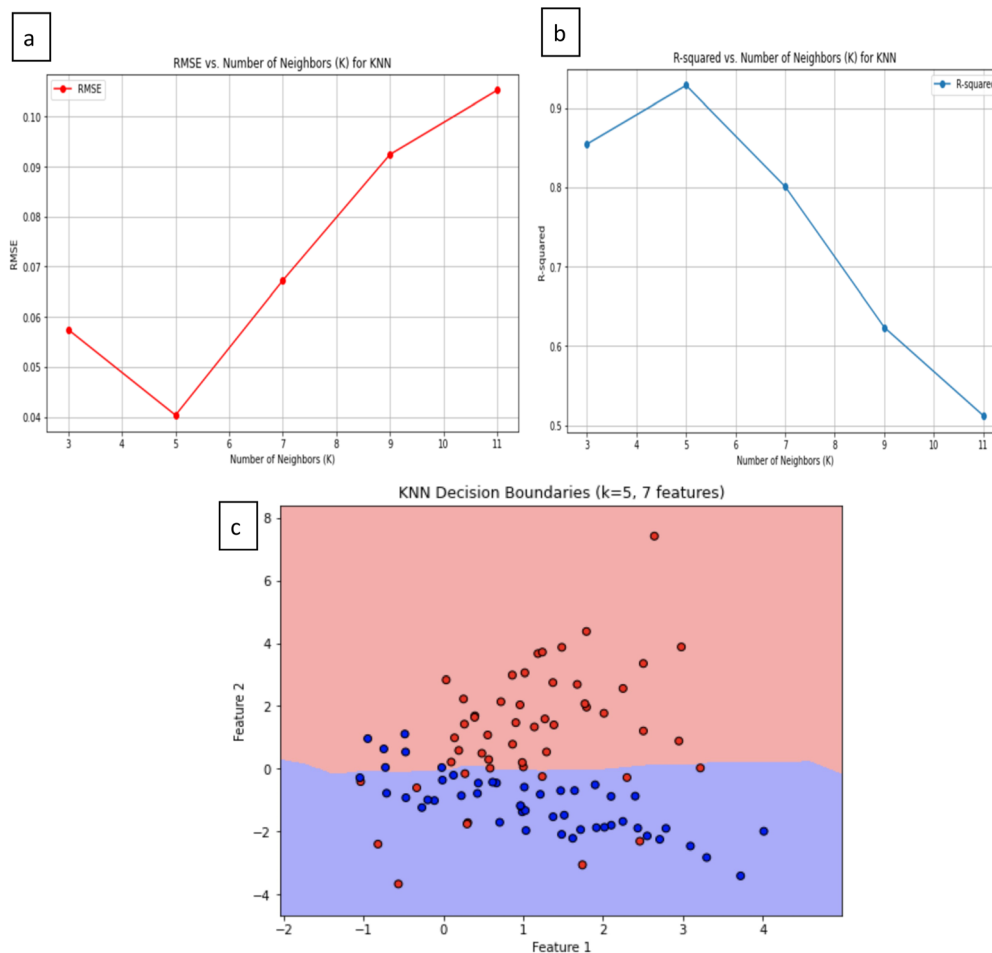 a
RMSE vs. Number of Neighbors (K) for KNN
RMSE
0.10
0.09
0.08
0.07
0.06
0.05
0.04
RMSE
3 4 5 6 7 8 9 10 11
Number of Neighbors (K)
b
R-squared vs. Number of Neighbors (K) for KNN
R-squared
0.9
0.8
0.7
0.6
0.5
R-squared
3 4 5 6 7 8 9 10 11
Number of Neighbors (K)
c
KNN Decision Boundaries (k=5, 7 features)
8
6
4
2
0
−2
−4
Feature 2
−2 −1 0 1 2 3 4
Feature 1